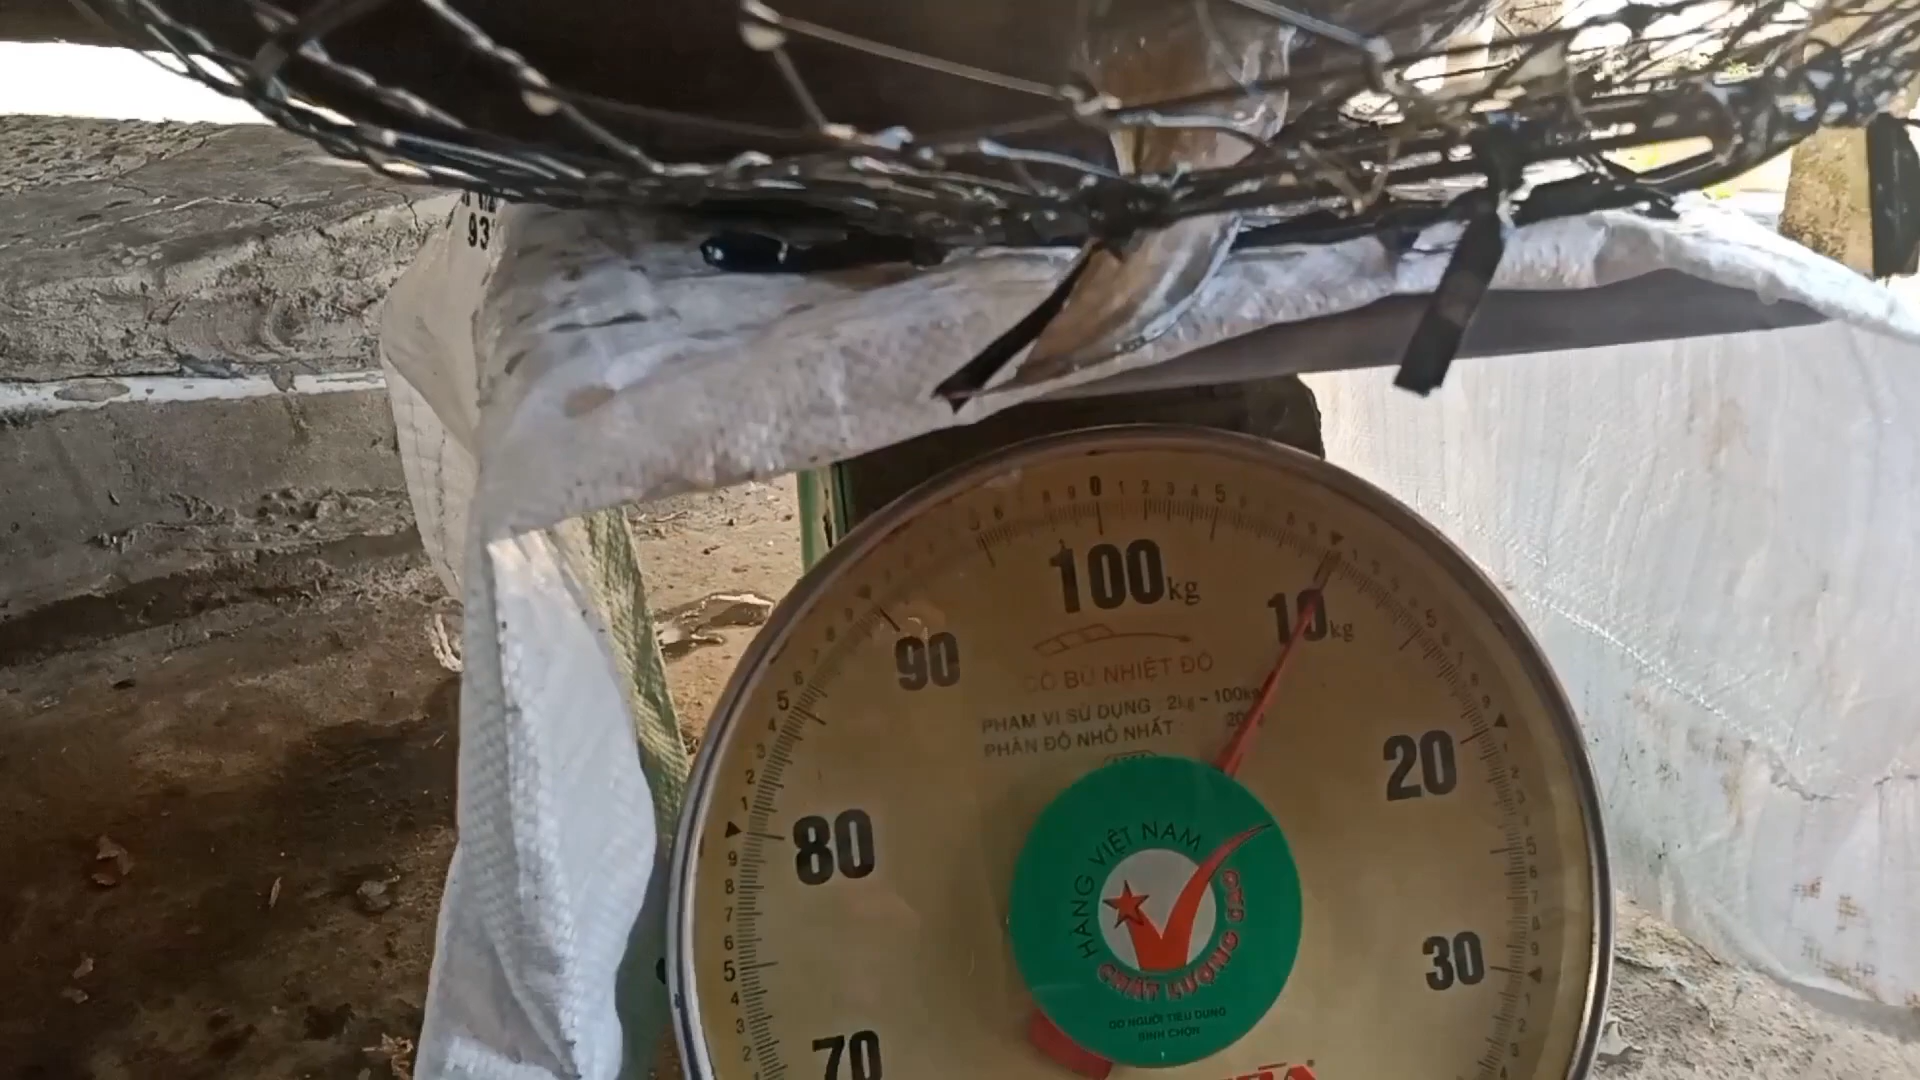 93
0 1 2 3 4 5
100kg
10kg
90
CÓ BÙ NHIỆT ĐỘ
PHẠM VI SỬ DỤNG 2kg ~ 100kg
PHÂN ĐỘ NHỎ NHẤT :
20
80
30
70
HÀNG VIỆT NAM
CHẤT LƯỢNG CAO
DO NGƯỜI TIÊU DÙNG
BÌNH CHỌN